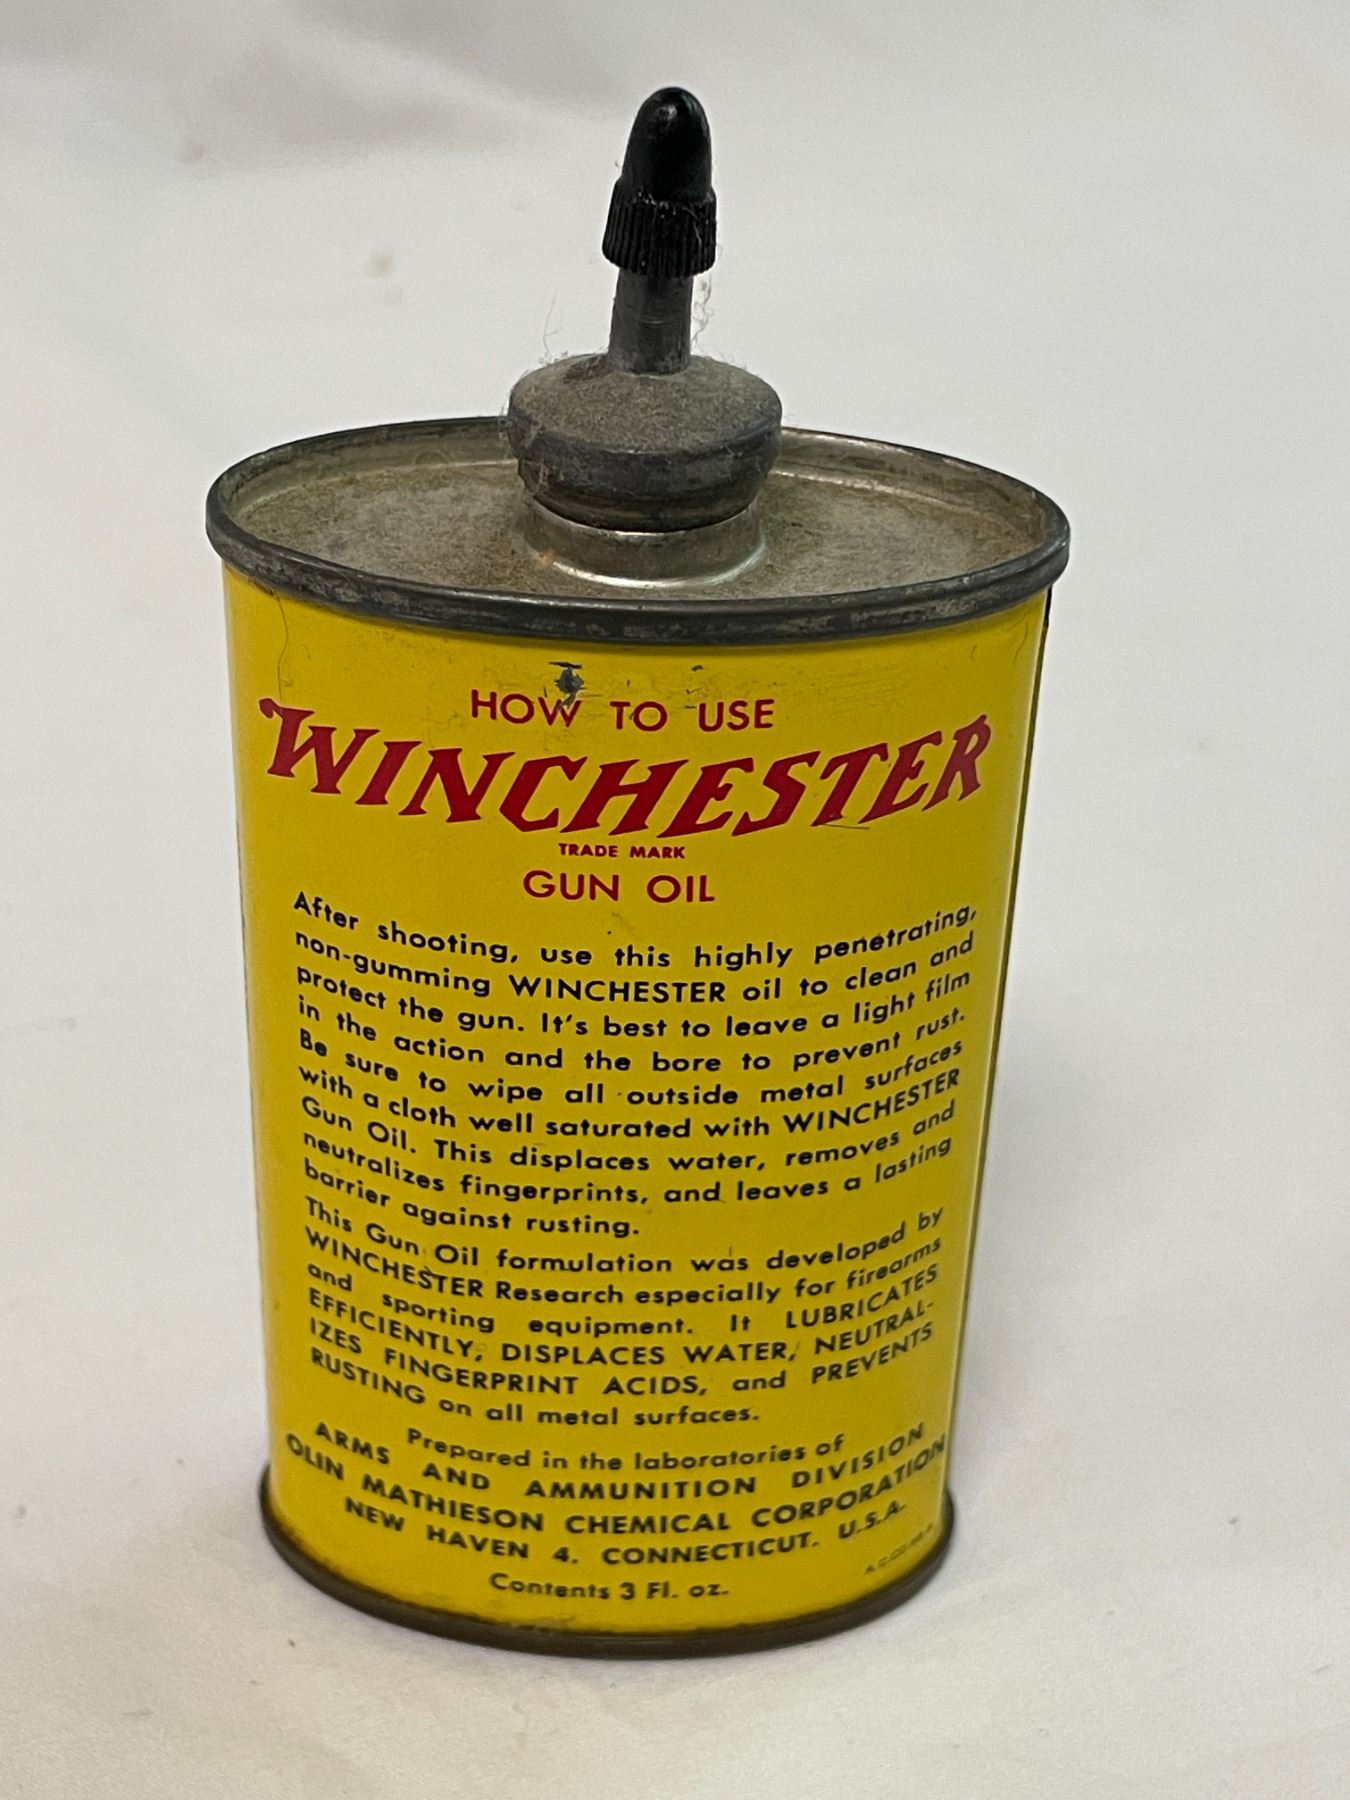 HOW TO USE
WINCHESTER
TRADE MARK
GUN OIL
After shooting, use this highly penetrating,
non-gumming WINCHESTER oil to clean and
protect the gun. It's best to leave a light film
in the action and the bore to prevent rust.
Be sure to wipe all outside metal surfaces
with a cloth well saturated with WINCHESTER
Gun Oil. This displaces water, removes and
neutralizes fingerprints, and leaves a lasting
barrier against rusting.
This Gun Oil formulation was developed by
WINCHESTER Research especially for firearms
and sporting equipment. It LUBRICATES
EFFICIENTLY, DISPLACES WATER, NEUTRAL-
IZES FINGERPRINT ACIDS, and PREVENTS
RUSTING on all metal surfaces.
Prepared in the laboratories of
ARMS AND AMMUNITION DIVISION
OLIN MATHIESON CHEMICAL CORPORATION
NEW HAVEN 4, CONNECTICUT. U.S.A.
Contents 3 Fl. oz.